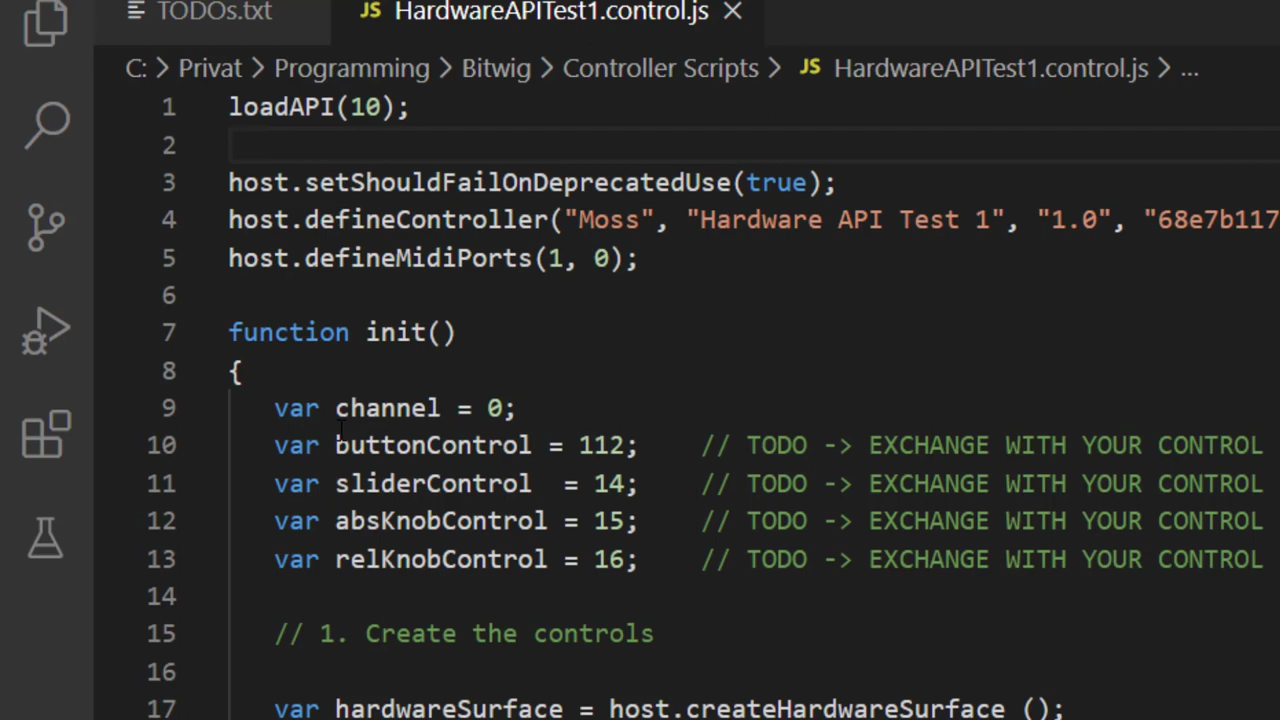 TODOs.txt
JS HardwareAPITest1.control.js ×
C: > Privat > Programming > Bitwig > Controller Scripts > JS HardwareAPITest1.control.js > ...
1 loadAPI(10);
2
3 host.setShouldFailOnDeprecatedUse(true);
4 host.defineController("Moss", "Hardware API Test 1", "1.0", "68e7b117
5 host.defineMidiPorts(1, 0);
6
7 function init()
8 {
9 var channel = 0;
10 var buttonControl = 112; // TODO -> EXCHANGE WITH YOUR CONTROL
11 var sliderControl  = 14; // TODO -> EXCHANGE WITH YOUR CONTROL
12 var absKnobControl = 15; // TODO -> EXCHANGE WITH YOUR CONTROL
13 var relKnobControl = 16; // TODO -> EXCHANGE WITH YOUR CONTROL
14
15 // 1. Create the controls
16
17 var hardwareSurface = host.createHardwareSurface ();